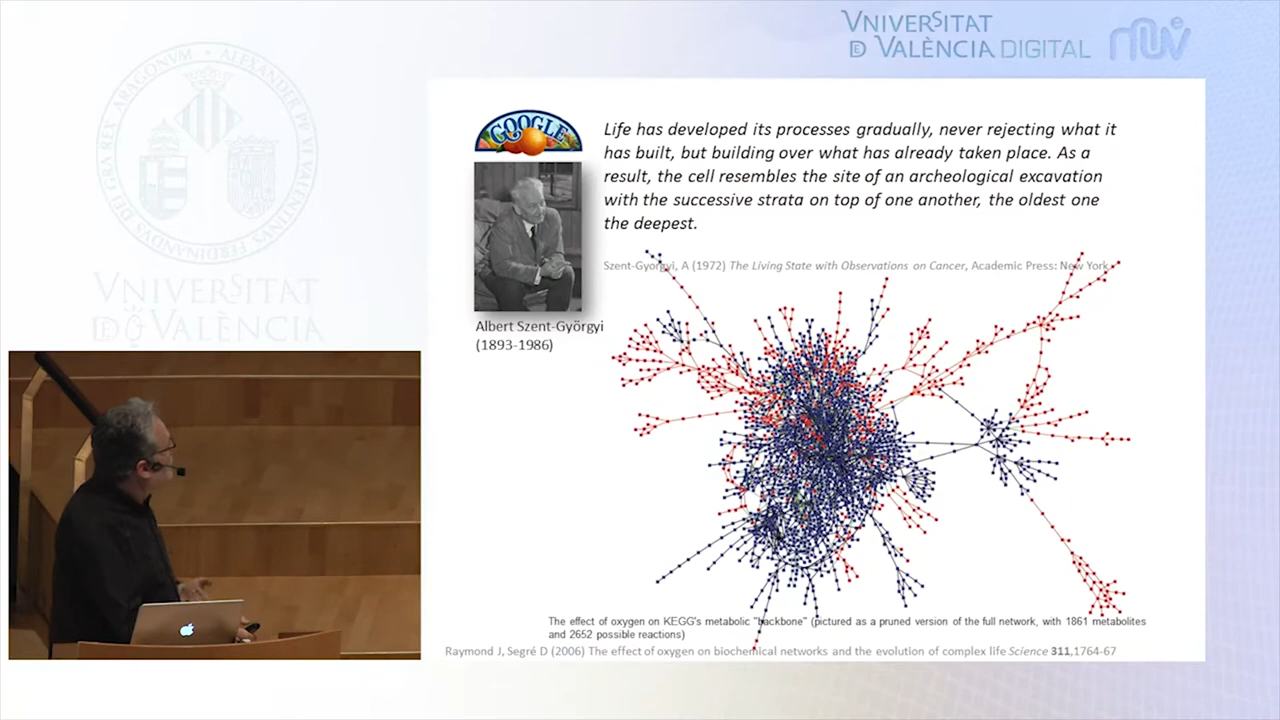 VNIVERSITAT
DE VALÈNCIA DIGITAL
GOOGLE
Life has developed its processes gradually, never rejecting what it
has built, but building over what has already taken place. As a
result, the cell resembles the site of an archeological excavation
with the successive strata on top of one another, the oldest one
the deepest.
Szent-Gyorgyi, A (1972) The Living State with Observations on Cancer, Academic Press: New York
VNIVERSITAT
DE VALÈNCIA
Albert Szent-Györgyi
(1893-1986)
The effect of oxygen on KEGG's metabolic "backbone" (pictured as a pruned version of the full network, with 1861 metabolites
and 2652 possible reactions)
Raymond J, Segré D (2006) The effect of oxygen on biochemical networks and the evolution of complex life Science 311,1764-67